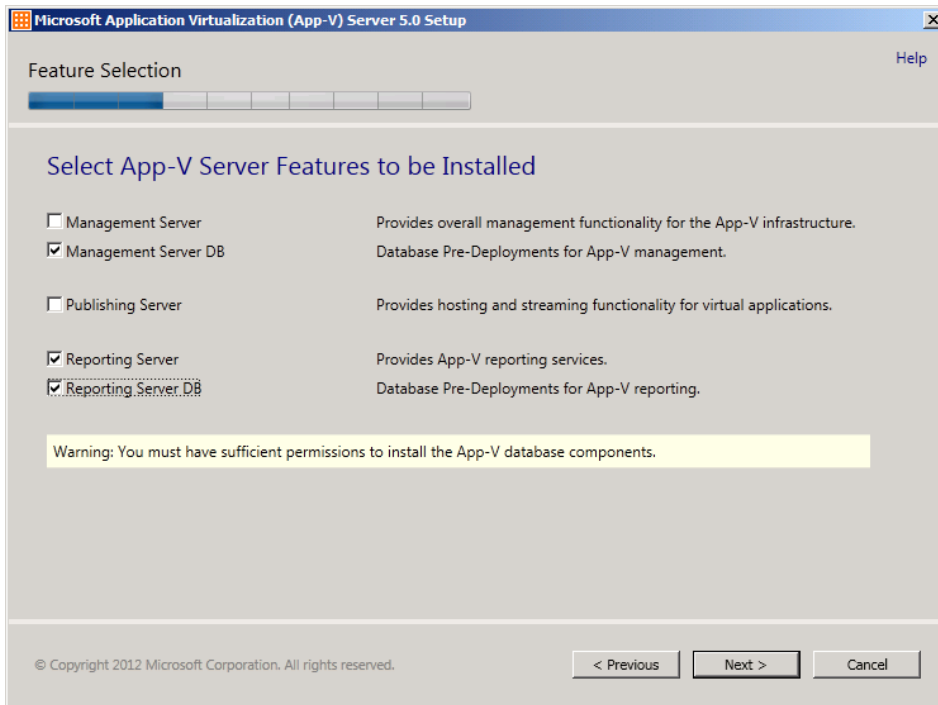 Microsoft Application Virtualization (App-V) Server 5.0 Setup
Help
Feature Selection
Select App-V Server Features to be Installed
Management Server Provides overall management functionality for the App-V infrastructure.
Management Server DB Database Pre-Deployments for App-V management.
Publishing Server Provides hosting and streaming functionality for virtual applications.
Reporting Server Provides App-V reporting services.
Reporting Server DB Database Pre-Deployments for App-V reporting.
Warning: You must have sufficient permissions to install the App-V database components.
© Copyright 2012 Microsoft Corporation. All rights reserved. < Previous Next > Cancel